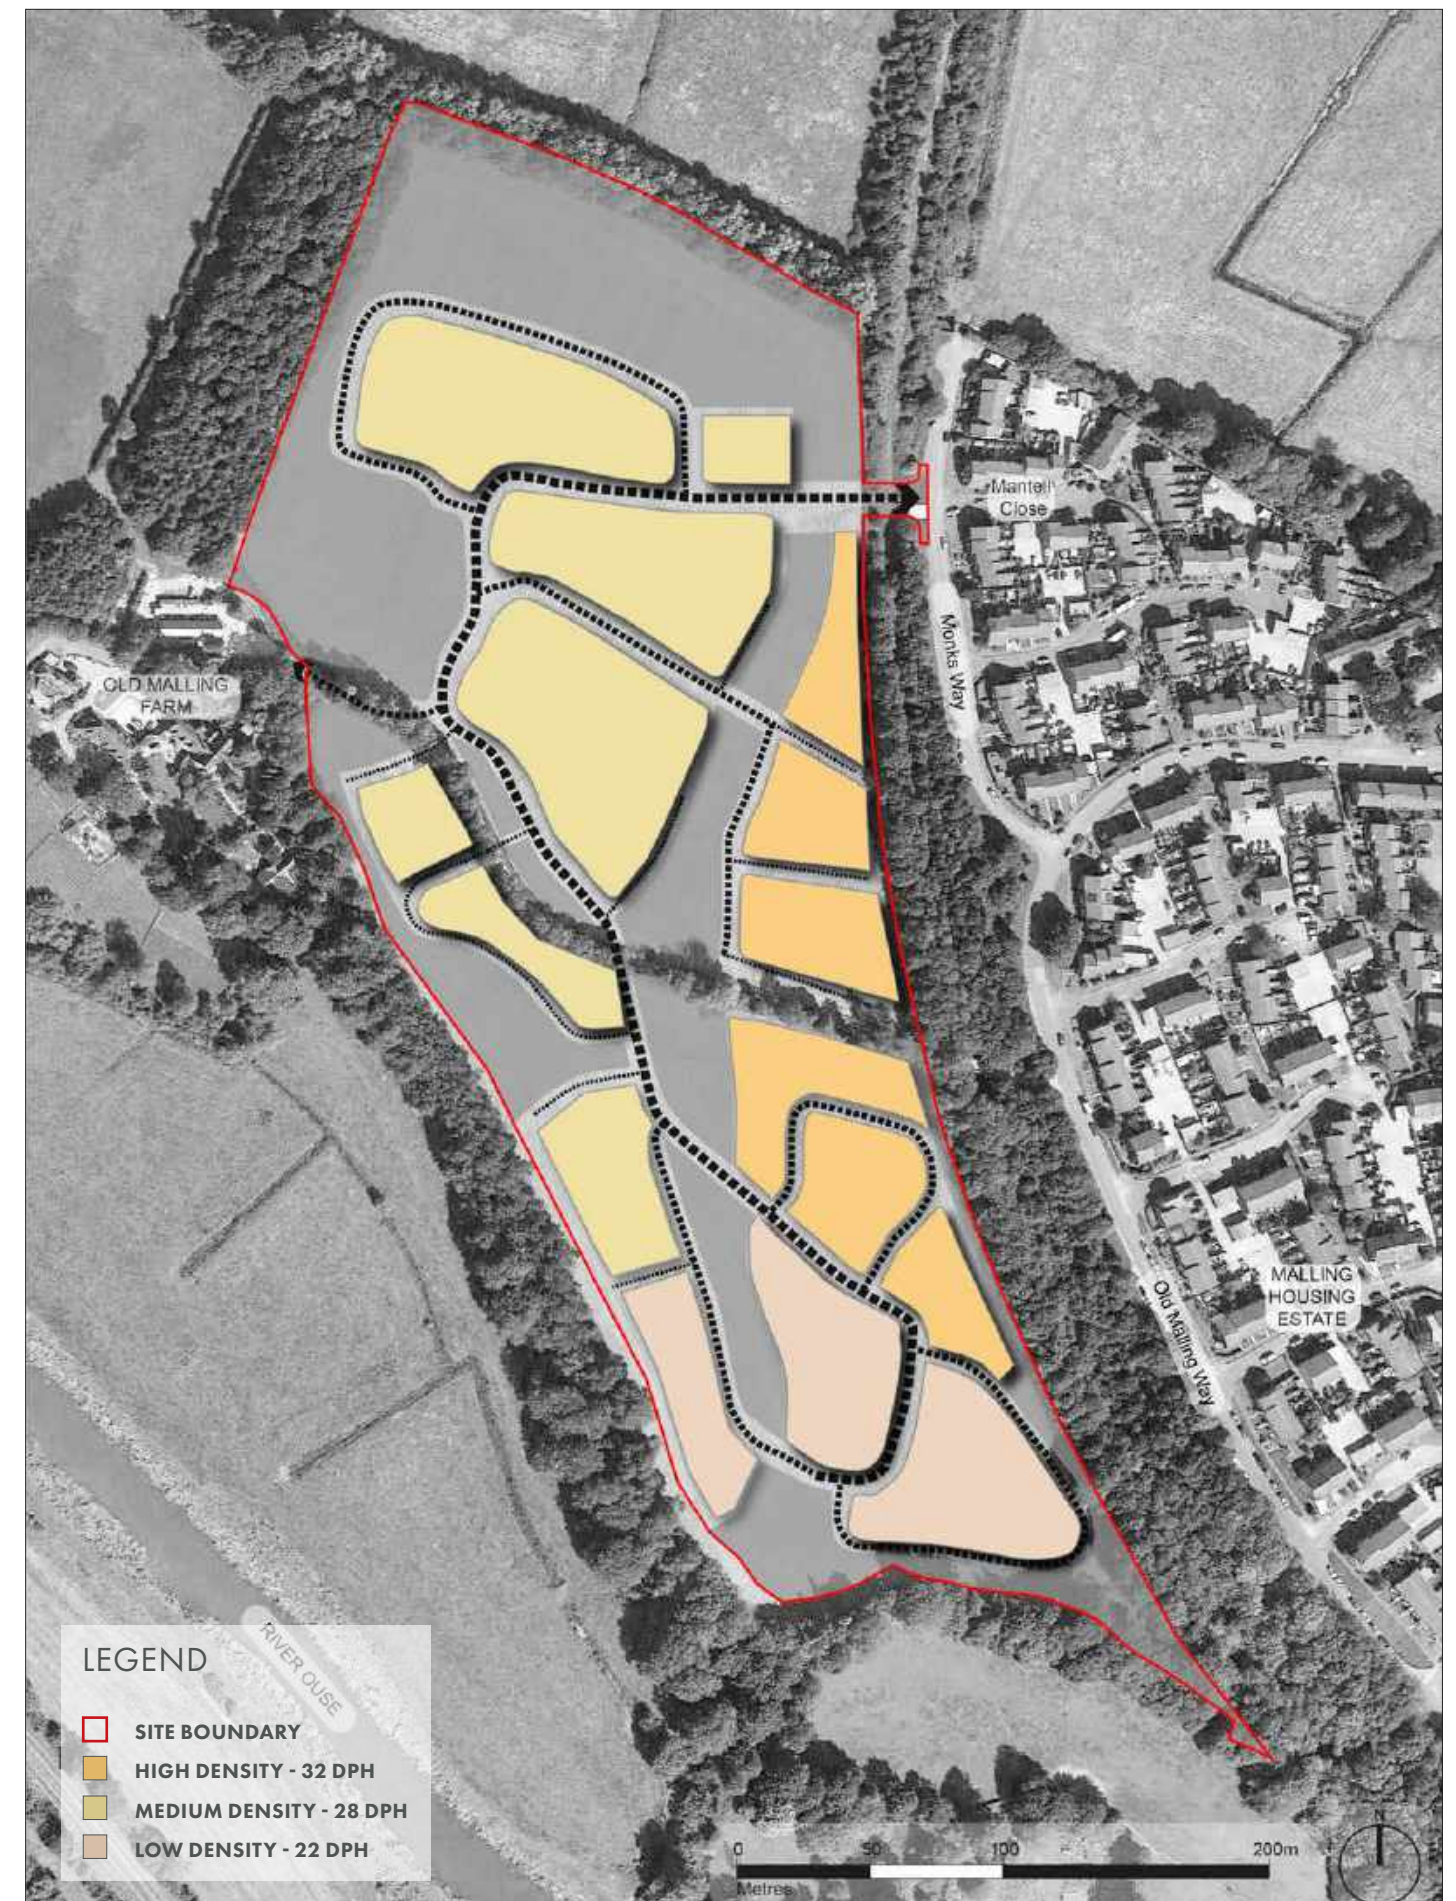 Mantell
Close
Monks Way
OLD MALLING
FARM
MALLING
HOUSING
ESTATE
Old Malling Way
RIVER OUSE
LEGEND
SITE BOUNDARY
HIGH DENSITY - 32 DPH
MEDIUM DENSITY - 28 DPH
LOW DENSITY - 22 DPH
0 50 100 200m
Metres
N